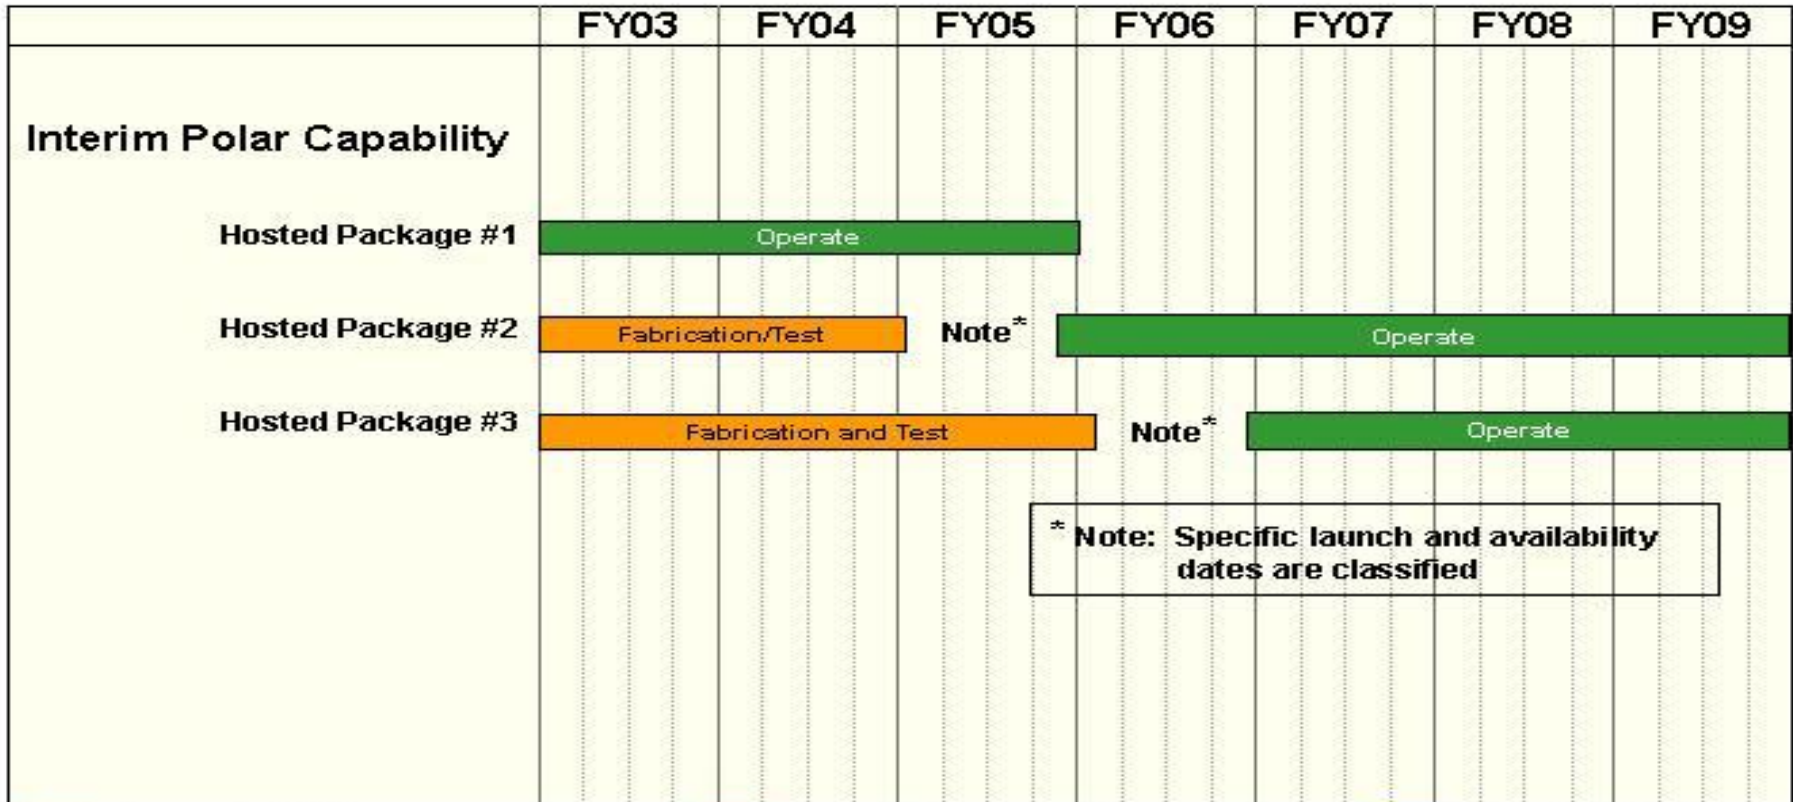 FY03 FY04 FY05 FY06 FY07 FY08 FY09
Interim Polar Capability
Hosted Package #1 Operate
Hosted Package #2 Fabrication/Test Note* Operate
Hosted Package #3 Fabrication and Test Note* Operate
* Note: Specific launch and availability
dates are classified